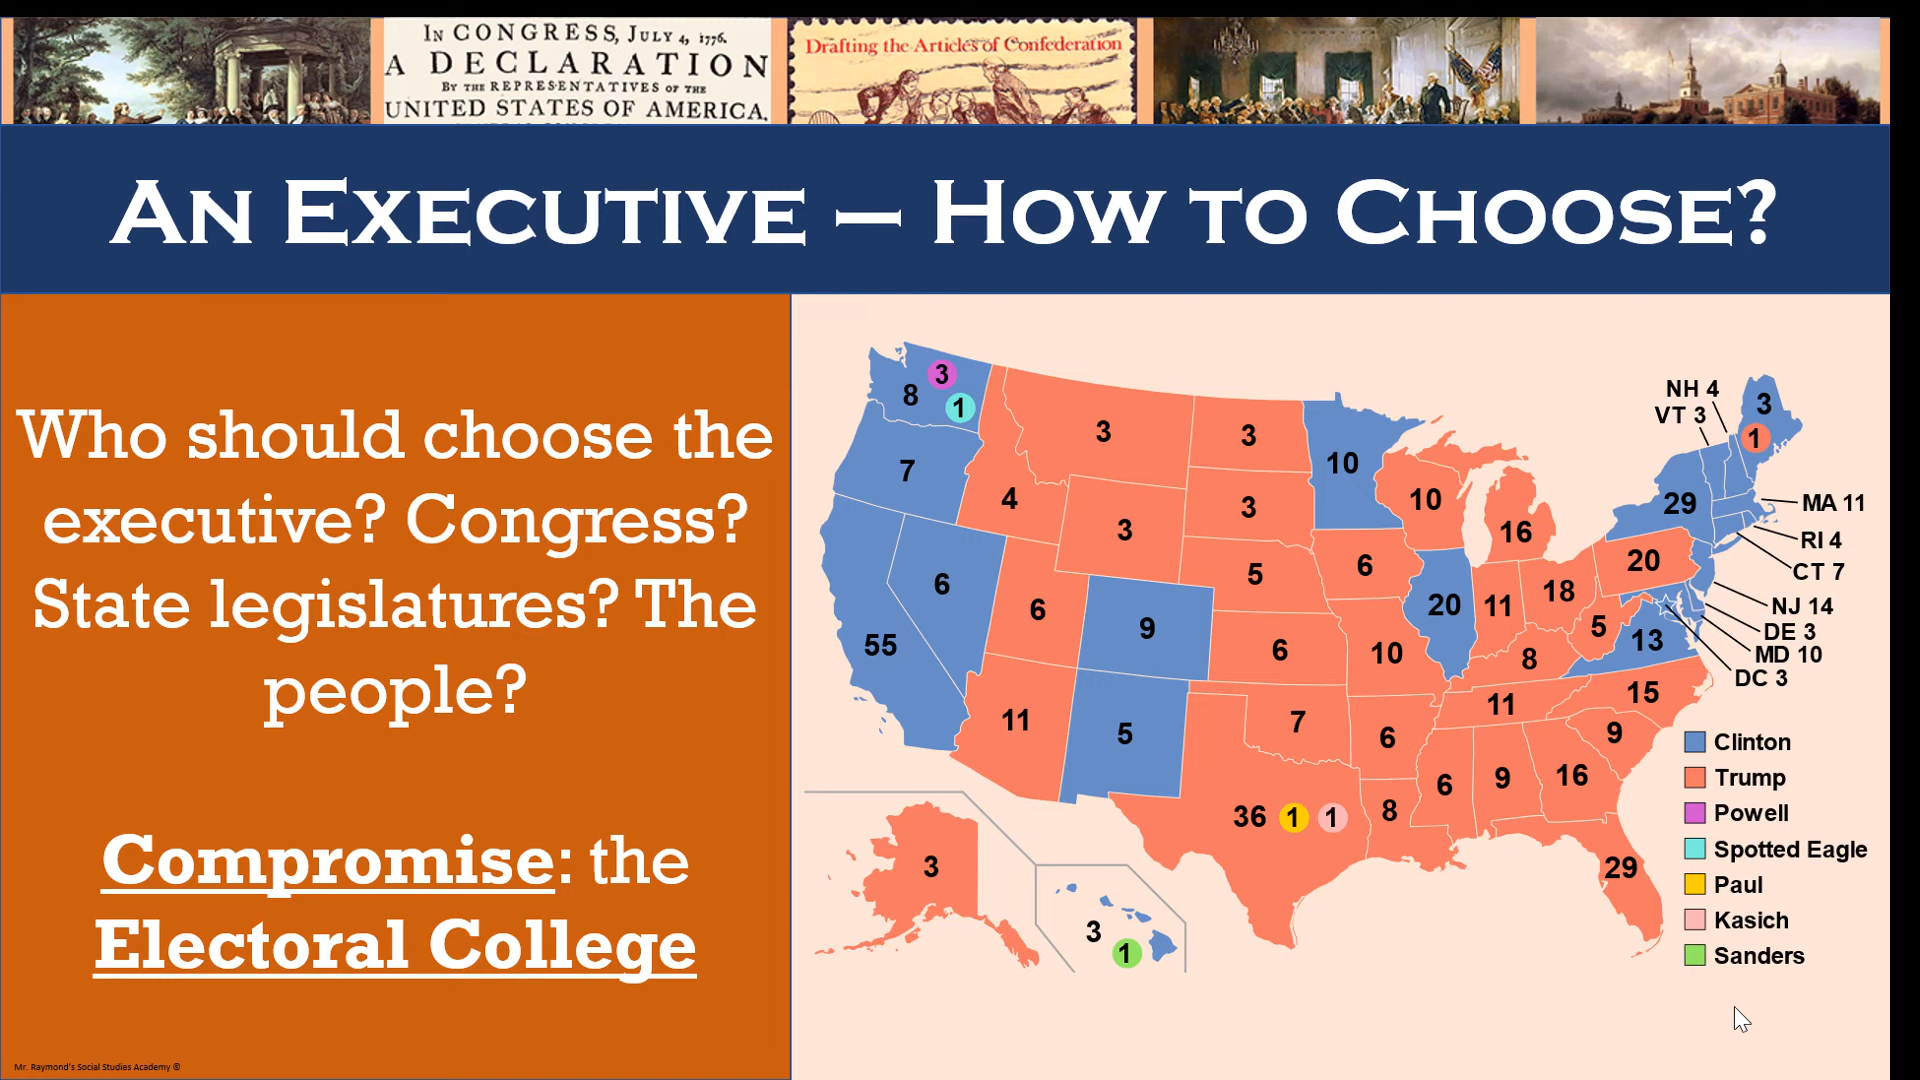 IN CONGRESS, JULY 4, 1776.
A DECLARATION
BY THE REPRESENTATIVES OF THE
UNITED STATES OF AMERICA,
Drafting the Articles of Confederation
AN EXECUTIVE – HOW TO CHOOSE?
Who should choose the
executive? Congress?
State legislatures? The
people?
Compromise: the
Electoral College
Mr. Raymond's Social Studies Academy ©
8 3
1
7
55
6
4
3
3
6
11
9
5
3
3
5
6
7
36 1 1
10
6
10
6
8
10
20
16
11
18
8
11
6
9
16
29
9
15
13
5
20
29
3
1
NH 4
VT 3
MA 11
RI 4
CT 7
NJ 14
DE 3
MD 10
DC 3
3
3
1
Clinton
Trump
Powell
Spotted Eagle
Paul
Kasich
Sanders